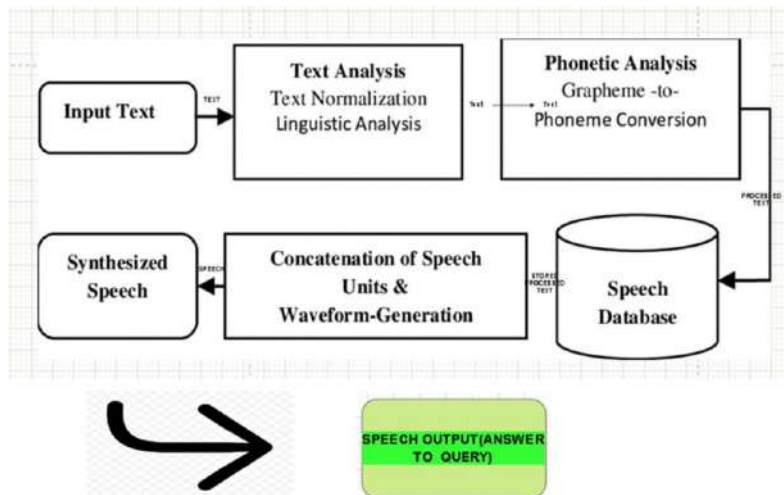 Input Text
TEXT
Text Analysis
Text Normalization
Linguistic Analysis
Text
Text
Phonetic Analysis
Grapheme -to-
Phoneme Conversion
PROCESSED
TEXT
Speech
Database
STORED
PROCESSED
TEXT
Concatenation of Speech
Units &
Waveform-Generation
SPEECH
Synthesized
Speech
SPEECH OUTPUT(ANSWER
TO QUERY)